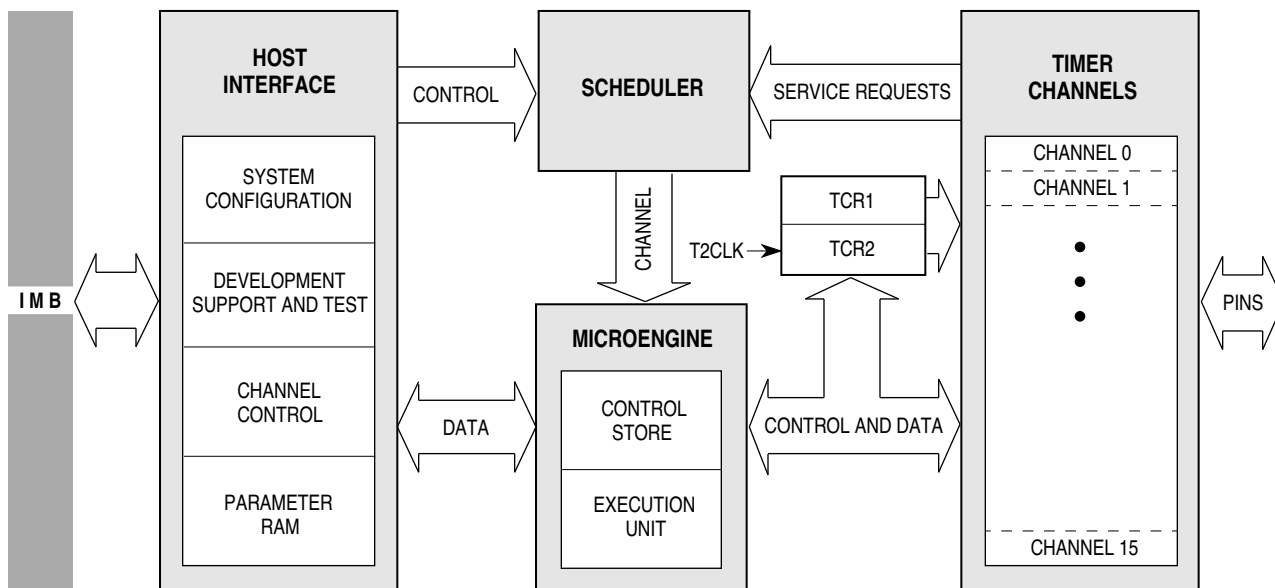 I M B
HOST
INTERFACE
SYSTEM
CONFIGURATION
DEVELOPMENT
SUPPORT AND TEST
CHANNEL
CONTROL
PARAMETER
RAM
CONTROL
DATA
SCHEDULER
CHANNEL
MICROENGINE
CONTROL
STORE
EXECUTION
UNIT
SERVICE REQUESTS
TCR1
T2CLK
TCR2
CONTROL AND DATA
TIMER
CHANNELS
CHANNEL 0
CHANNEL 1
CHANNEL 15
PINS